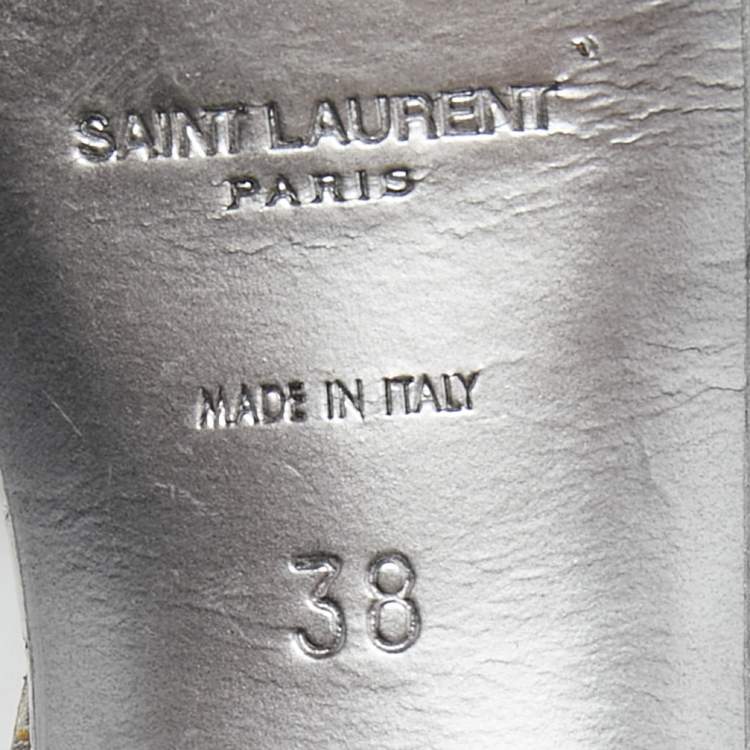 SAINT LAURENT
PARIS
MADE IN ITALY
38